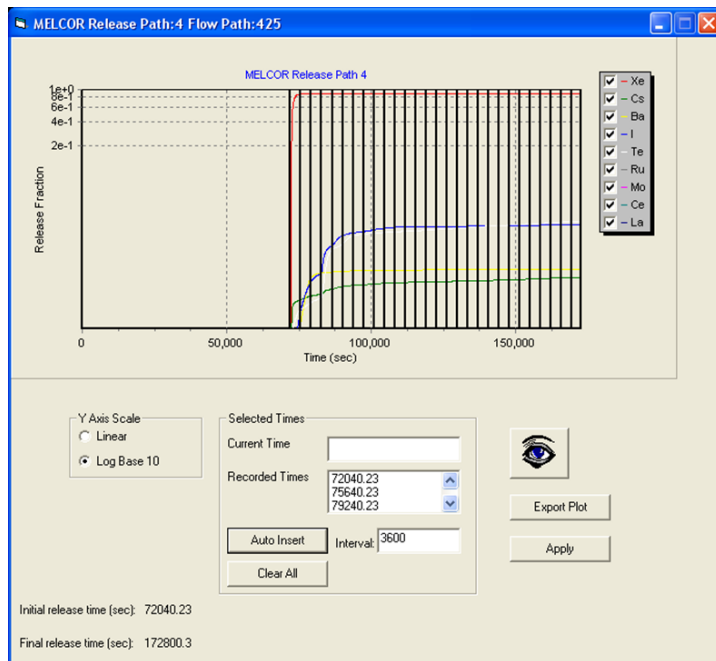 MELCOR Release Path:4 Flow Path:425
MELCOR Release Path 4
1e+0
8e-1
6e-1
4e-1
2e-1
Release Fraction
0 50,000 100,000 150,000
Time (sec)
Xe
Cs
Ba
I
Te
Ru
Mo
Ce
La
Y Axis Scale
Linear
Log Base 10
Selected Times
Current Time
Recorded Times
72040.23
75640.23
79240.23
Auto Insert
Interval: 3600
Clear All
Export Plot
Apply
Initial release time (sec): 72040.23
Final release time (sec): 172800.3